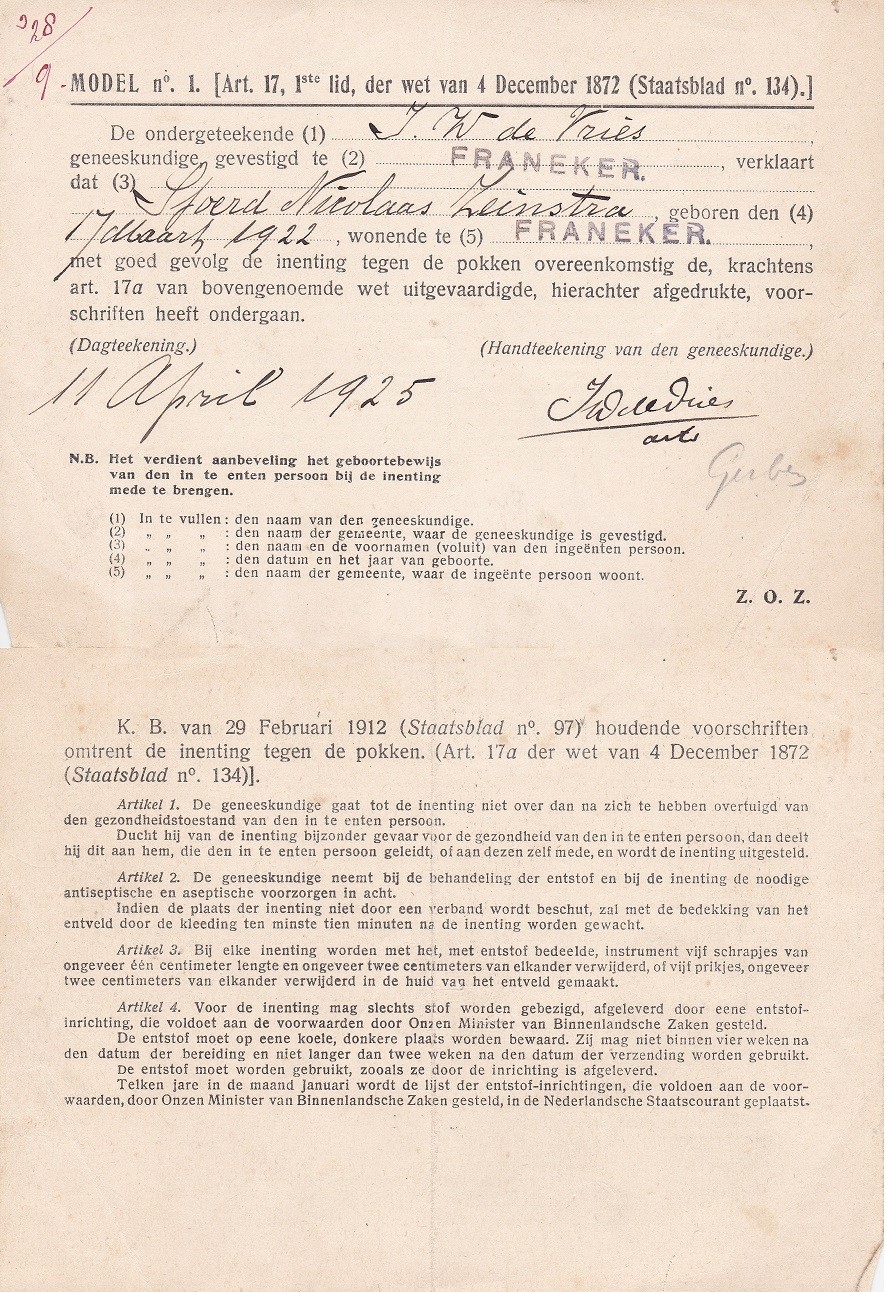 328/9
MODEL nº. 1. [Art. 17, 1ste lid, der wet van 4 December 1872 (Staatsblad nº. 134).]
De ondergeteekende (1) J. W de Vries,
geneeskundige, gevestigd te (2) FRANEKER., verklaart
dat (3)
Sjoerd Nicolaas Zeinstra, geboren den (4)
17 Maart 1922, wonende te (5) FRANEKER.,
met goed gevolg de inenting tegen de pokken overeenkomstig de, krachtens
art. 17a van bovengenoemde wet uitgevaardigde, hierachter afgedrukte, voor-
schriften heeft ondergaan.
(Dagteekening.) (Handteekening van den geneeskundige.)
11 April 1925 JW de Vries
arts
N.B. Het verdient aanbeveling het geboortebewijs
van den in te enten persoon bij de inenting
mede te brengen.
(1) In te vullen: den naam van den geneeskundige.
(2) „ „ „ : den naam der gemeente, waar de geneeskundige is gevestigd.
(3) „ „ „ : den naam en de voornamen (voluit) van den ingeënten persoon.
(4) „ „ „ : den datum en het jaar van geboorte.
(5) „ „ „ : den naam der gemeente, waar de ingeënte persoon woont.
Z. O. Z.
K. B. van 29 Februari 1912 (Staatsblad nº. 97) houdende voorschriften
omtrent de inenting tegen de pokken. (Art. 17a der wet van 4 December 1872
(Staatsblad nº. 134)].
Artikel 1. De geneeskundige gaat tot de inenting niet over dan na zich te hebben overtuigd van
den gezondheidstoestand van den in te enten persoon.
Ducht hij van de inenting bijzonder gevaar voor de gezondheid van den in te enten persoon, dan deelt
hij dit aan hem, die den in te enten persoon geleidt, of aan dezen zelf mede, en wordt de inenting uitgesteld.
Artikel 2. De geneeskundige neemt bij de behandeling der entstof en bij de inenting de noodige
antiseptische en aseptische voorzorgen in acht.
Indien de plaats der inenting niet door een verband wordt beschut, zal met de bedekking van het
entveld door de kleeding ten minste tien minuten na de inenting worden gewacht.
Artikel 3. Bij elke inenting worden met het, met entstof bedeelde, instrument vijf schrapjes van
ongeveer één centimeter lengte en ongeveer twee centimeters van elkander verwijderd, of vijf prikjes, ongeveer
twee centimeters van elkander verwijderd in de huid van het entveld gemaakt.
Artikel 4. Voor de inenting mag slechts stof worden gebezigd, afgeleverd door eene entstof-
inrichting, die voldoet aan de voorwaarden door Onzen Minister van Binnenlandsche Zaken gesteld.
De entstof moet op eene koele, donkere plaats worden bewaard. Zij mag niet binnen vier weken na
den datum der bereiding en niet langer dan twee weken na den datum der verzending worden gebruikt.
De entstof moet worden gebruikt, zooals ze door de inrichting is afgeleverd.
Telken jare in de maand Januari wordt de lijst der entstof-inrichtingen, die voldoen aan de voor-
waarden, door Onzen Minister van Binnenlandsche Zaken gesteld, in de Nederlandsche Staatscourant geplaatst.